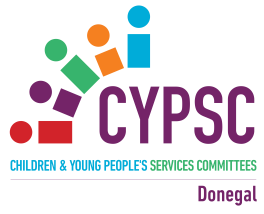 CYPSC
CHILDREN & YOUNG PEOPLE'S SERVICES COMMITTEES
Donegal